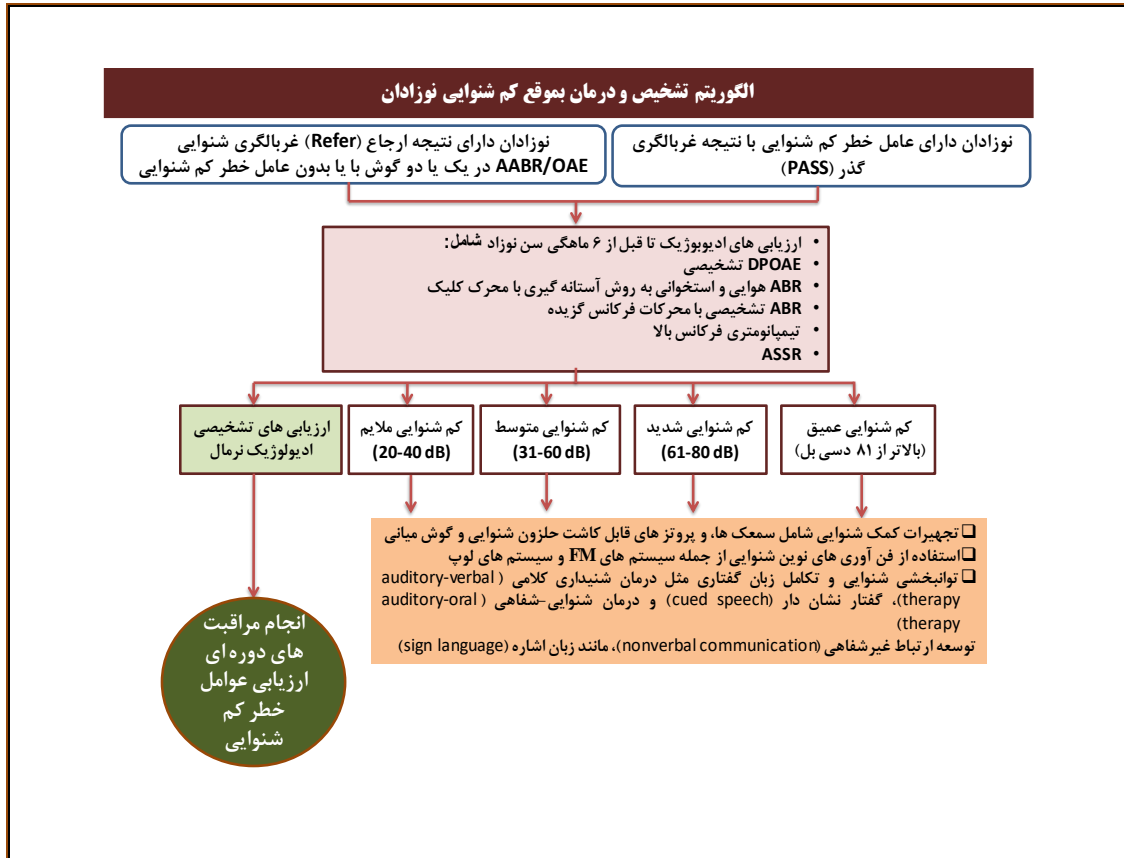 الگوریتم تشخیص و درمان بموقع کم شنوایی نوزادان
نوزادان دارای عامل خطر کم شنوایی با نتیجه غربالگری
گذر (PASS)
نوزادان دارای نتیجه ارجاع (Refer) غربالگری شنوایی
AABR/OAE در یک یا دو گوش با یا بدون عامل خطر کم شنوایی
• ارزیابی های ادیوبوژیک تا قبل از ۶ ماهگی سن نوزاد شامل:
• DPOAE تشخیصی
• ABR هوایی و استخوانی به روش آستانه گیری با محرک کلیک
• ABR تشخیصی با محرکات فرکانس گزیده
• تیمپانومتری فرکانس بالا
• ASSR
کم شنوایی عمیق
(بالاتر از ۸۱ دسی بل)
کم شنوایی شدید
(61-80 dB)
کم شنوایی متوسط
(31-60 dB)
کم شنوایی ملایم
(20-40 dB)
ارزیابی های تشخیصی
ادیولوژیک نرمال
❑ تجهیرات کمک شنوایی شامل سمعک ها، و پروتز های قابل کاشت حلزون شنوایی و گوش میانی
❑ استفاده از فن آوری های نوین شنوایی از جمله سیستم های FM و سیستم های لوپ
❑ توانبخشی شنوایی و تکامل زبان گفتاری مثل درمان شنیداری کلامی (auditory-verbal
therapy)، گفتار نشان دار (cued speech) و درمان شنوایی-شفاهی (auditory-oral
therapy)
توسعه ارتباط غیرشفاهی (nonverbal communication)، مانند زبان اشاره (sign language)
انجام مراقبت
های دوره ای
ارزیابی عوامل
خطر کم
شنوایی